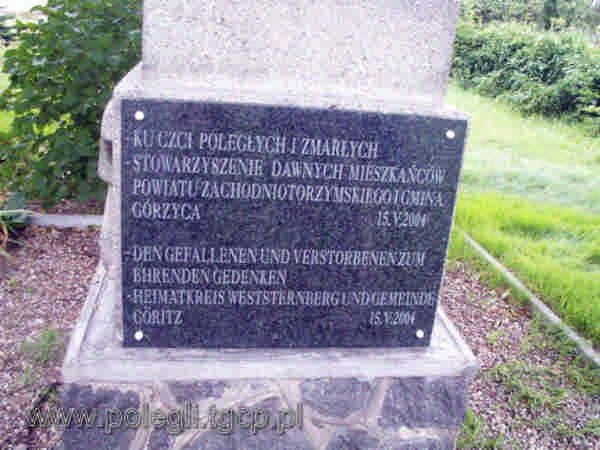 -KU CZCI POLEGŁYCH I ZMARŁYCH
-STOWARZYSZENIE DAWNYCH MIESZKAŃCÓW
POWIATU ZACHODNIOTORZYMSKIEGO I GMINA
GÓRZYCA 15.V.2004
-DEN GEFALLENEN UND VERSTORBENEN ZUM
EHRENDEN GEDENKEN
-HEIMATKREIS WESTSTERNBERG UND GEMEINDE
GÖRITZ 15.V.2004
www.polegli.tgcp.pl